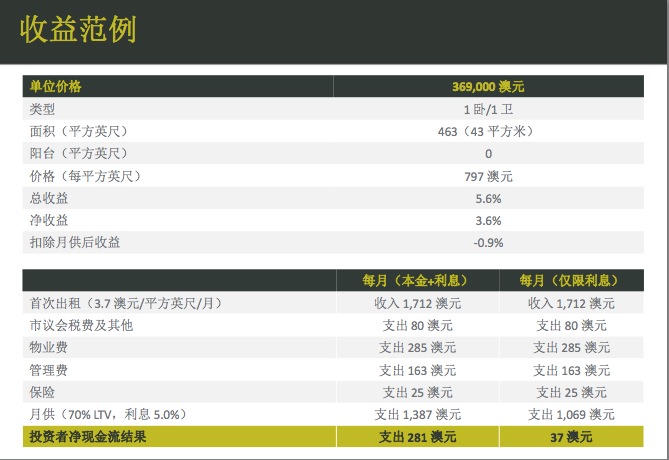 收益范例
单位价格 369,000 澳元
类型 1 卧/1 卫
面积（平方英尺） 463（43 平方米）
阳台（平方英尺） 0
价格（每平方英尺） 797 澳元
总收益 5.6%
净收益 3.6%
扣除月供后收益 -0.9%
每月（本金+利息） 每月（仅限利息）
首次出租（3.7 澳元/平方英尺/月） 收入 1,712 澳元 收入 1,712 澳元
市议会税费及其他 支出 80 澳元 支出 80 澳元
物业费 支出 285 澳元 支出 285 澳元
管理费 支出 163 澳元 支出 163 澳元
保险 支出 25 澳元 支出 25 澳元
月供（70% LTV，利息 5.0%） 支出 1,387 澳元 支出 1,069 澳元
投资者净现金流结果 支出 281 澳元 37 澳元